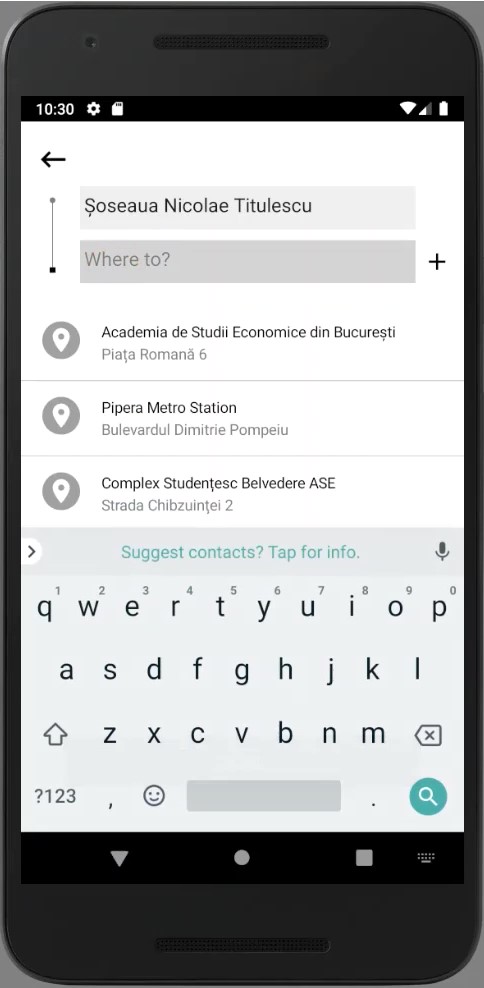 10:30
Șoseaua Nicolae Titulescu
Where to?
Academia de Studii Economice din București
Piața Romană 6
Pipera Metro Station
Bulevardul Dimitrie Pompeiu
Complex Studențesc Belvedere ASE
Strada Chibzuinței 2
Suggest contacts? Tap for info.
1 2 3 4 5 6 7 8 9 0
q w e r t y u i o p
a s d f g h j k l
z x c v b n m
?123 , .